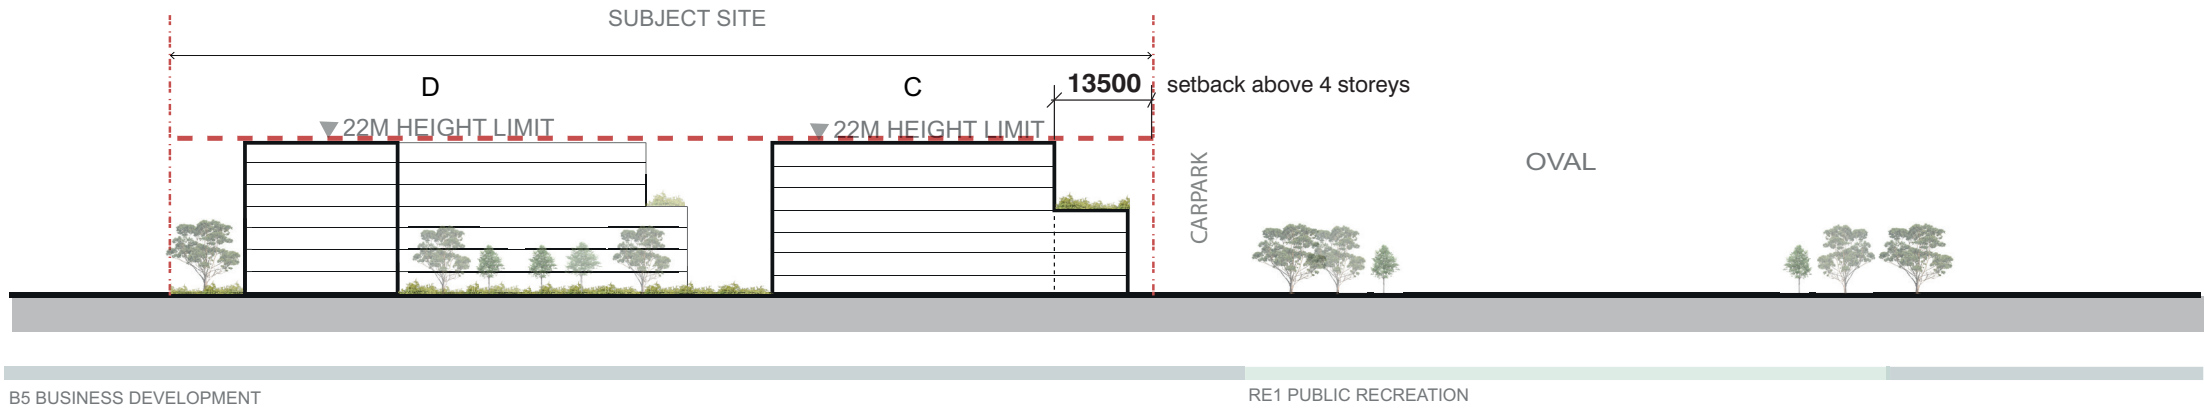 SUBJECT SITE
D
C
13500
setback above 4 storeys
22M HEIGHT LIMIT
22M HEIGHT LIMIT
CARPARK
OVAL
B5 BUSINESS DEVELOPMENT
RE1 PUBLIC RECREATION